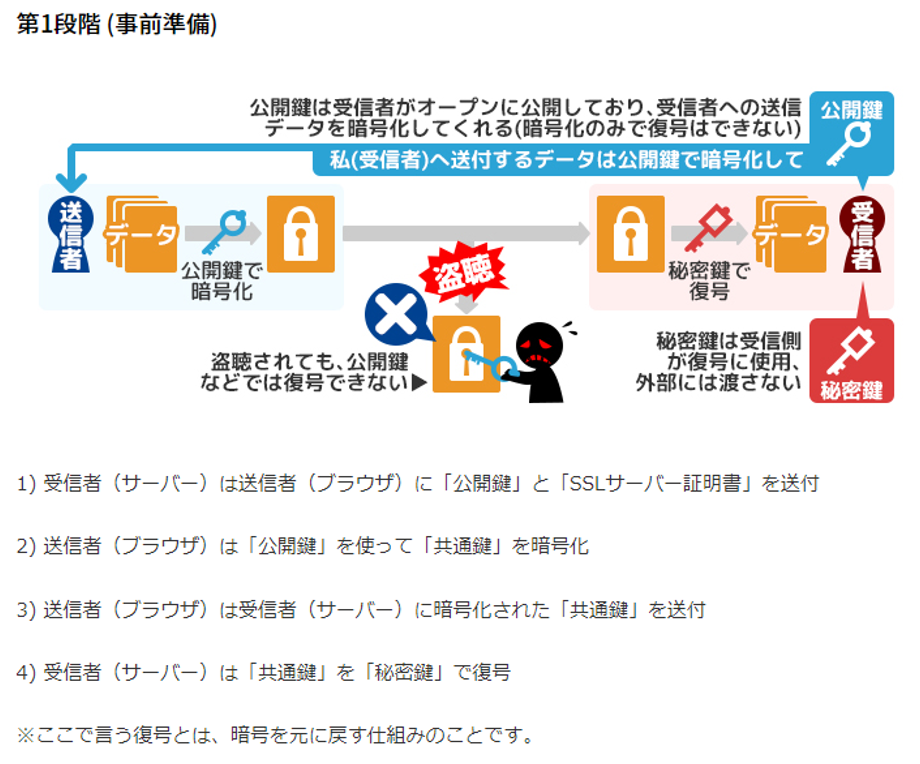 第1段階 (事前準備)
公開鍵は受信者がオープンに公開しており、受信者への送信
データを暗号化してくれる(暗号化のみで復号はできない)
公開鍵
私(受信者)へ送付するデータは公開鍵で暗号化して
送信者
データ
公開鍵で
暗号化
秘密鍵で
復号
データ
受信者
盗聴
盗聴されても、公開鍵
などでは復号できない▶
秘密鍵は受信側
が復号に使用、
外部には渡さない
秘密鍵
1) 受信者（サーバー）は送信者（ブラウザ）に「公開鍵」と「SSLサーバー証明書」を送付
2) 送信者（ブラウザ）は「公開鍵」を使って「共通鍵」を暗号化
3) 送信者（ブラウザ）は受信者（サーバー）に暗号化された「共通鍵」を送付
4) 受信者（サーバー）は「共通鍵」を「秘密鍵」で復号
※ここで言う復号とは、暗号を元に戻す仕組みのことです。